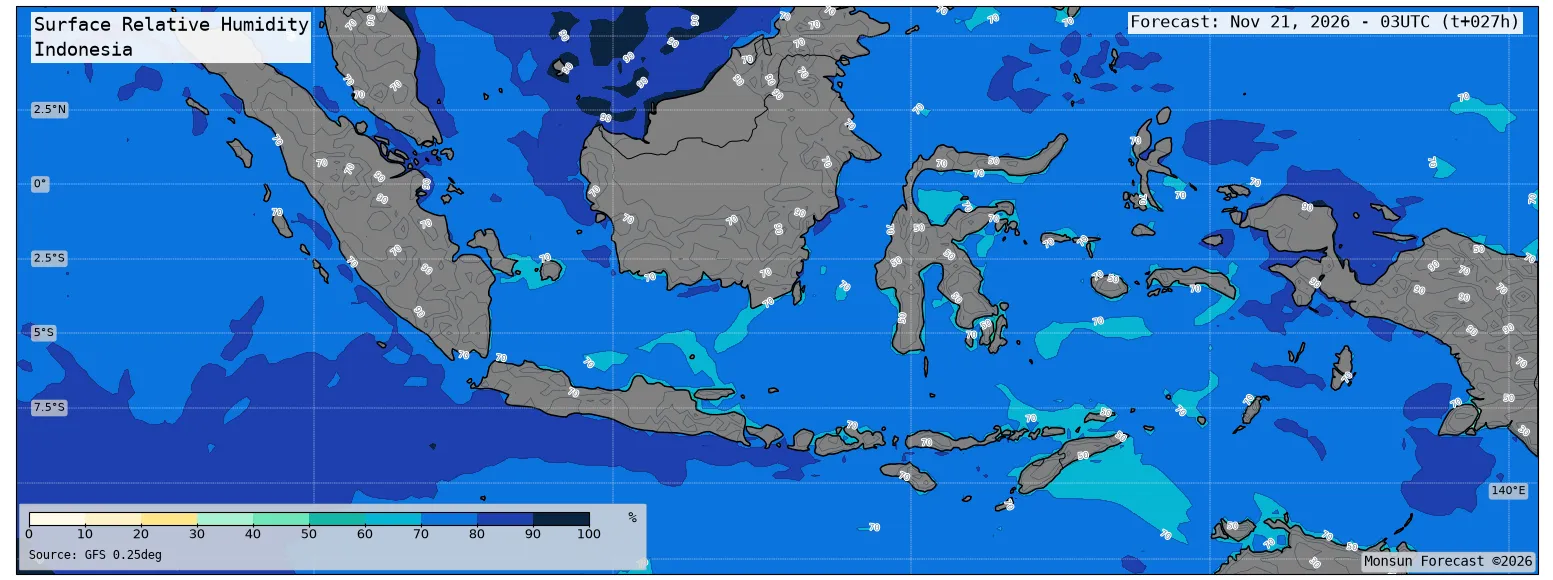 Surface Relative Humidity
Indonesia
Forecast: Nov 21, 2026 - 03UTC (t+027h)
2.5°N
0°
2.5°S
5°S
7.5°S
140°E
%
0 10 20 30 40 50 60 70 80 90 100
Source: GFS 0.25deg
Monsun Forecast ©2026